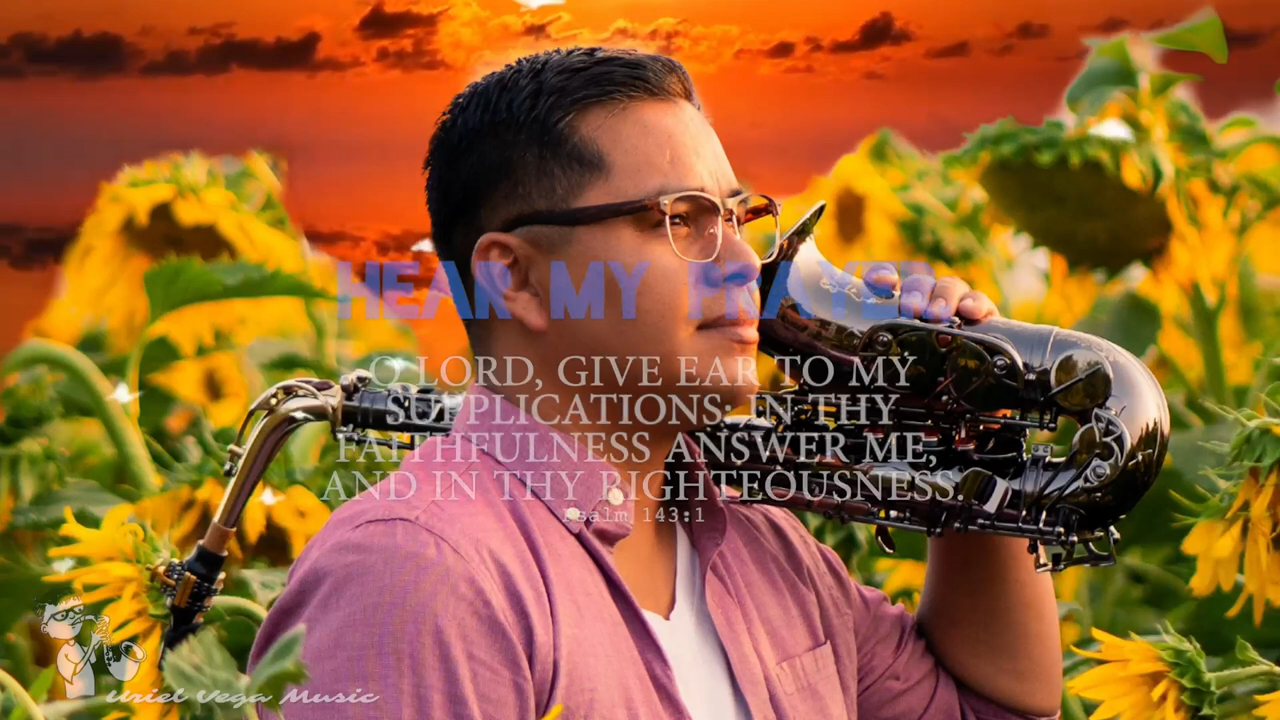 HEAR MY PRAYER,
O LORD, GIVE EAR TO MY
SUPPLICATIONS: IN THY
FAITHFULNESS ANSWER ME,
AND IN THY RIGHTEOUSNESS.
Psalm 143:1
Uriel Vega Music